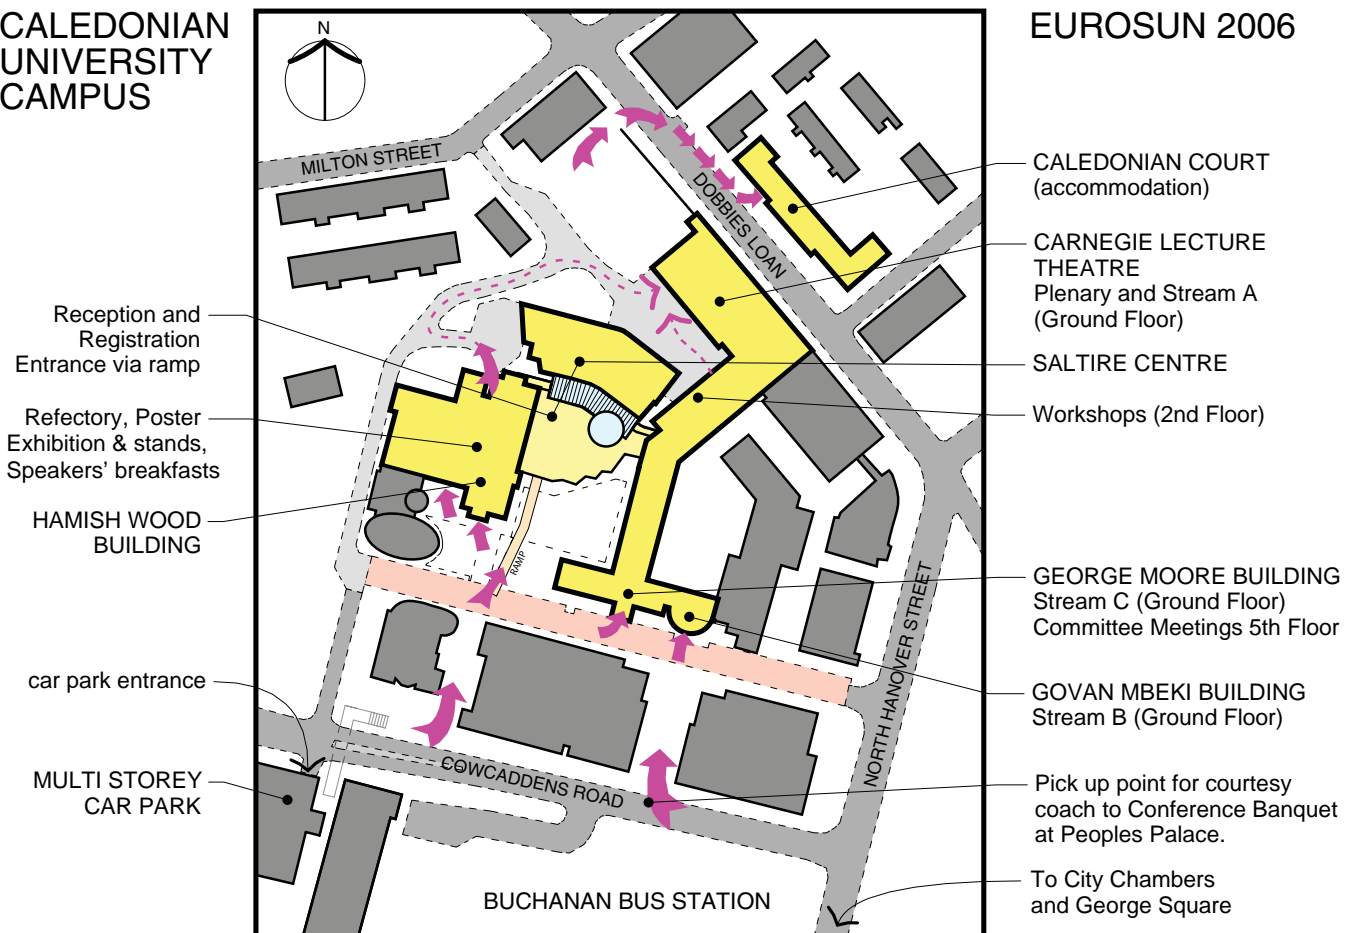 CALEDONIAN
UNIVERSITY
CAMPUS
EUROSUN 2006
N
MILTON STREET
DOBBIES LOAN
CALEDONIAN COURT
(accommodation)
CARNEGIE LECTURE
THEATRE
Plenary and Stream A
(Ground Floor)
SALTIRE CENTRE
Workshops (2nd Floor)
Reception and
Registration
Entrance via ramp
Refectory, Poster
Exhibition & stands,
Speakers' breakfasts
HAMISH WOOD
BUILDING
RAMP
GEORGE MOORE BUILDING
Stream C (Ground Floor)
Committee Meetings 5th Floor
NORTH HANOVER STREET
GOVAN MBEKI BUILDING
Stream B (Ground Floor)
car park entrance
MULTI STOREY
CAR PARK
COWCADDENS ROAD
Pick up point for courtesy
coach to Conference Banquet
at Peoples Palace.
BUCHANAN BUS STATION
To City Chambers
and George Square